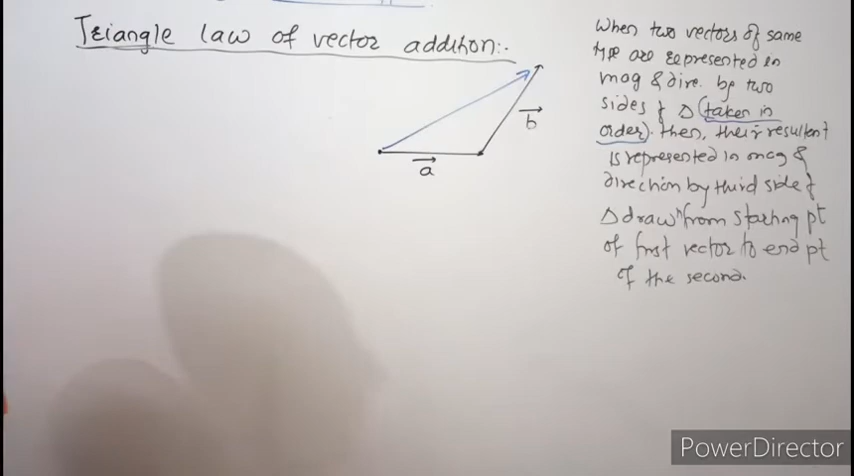 Triangle law of vector addition:-
a
b
When two vectors of same
type are represented in
mag & dire. by two
sides of Δ (taken in
order). then, their resultant
is represented in mag &
direction by third side of
Δ drawn from starting pt
of first vector to end pt
of the second.
PowerDirector